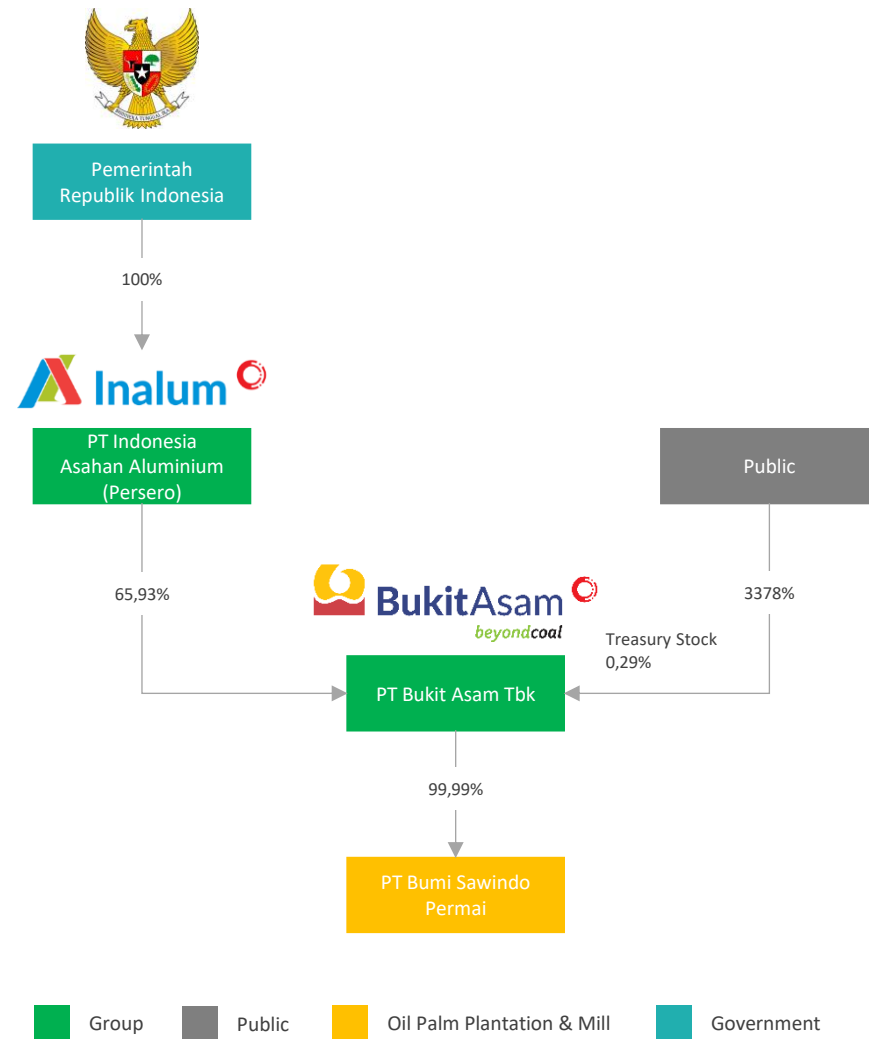 Pemerintah
Republik Indonesia
100%
Inalum
PT Indonesia
Asahan Aluminium
(Persero)
Public
65,93%
BukitAsam
beyondcoal
3378%
Treasury Stock
0,29%
PT Bukit Asam Tbk
99,99%
PT Bumi Sawindo
Permai
Group
Public
Oil Palm Plantation & Mill
Government